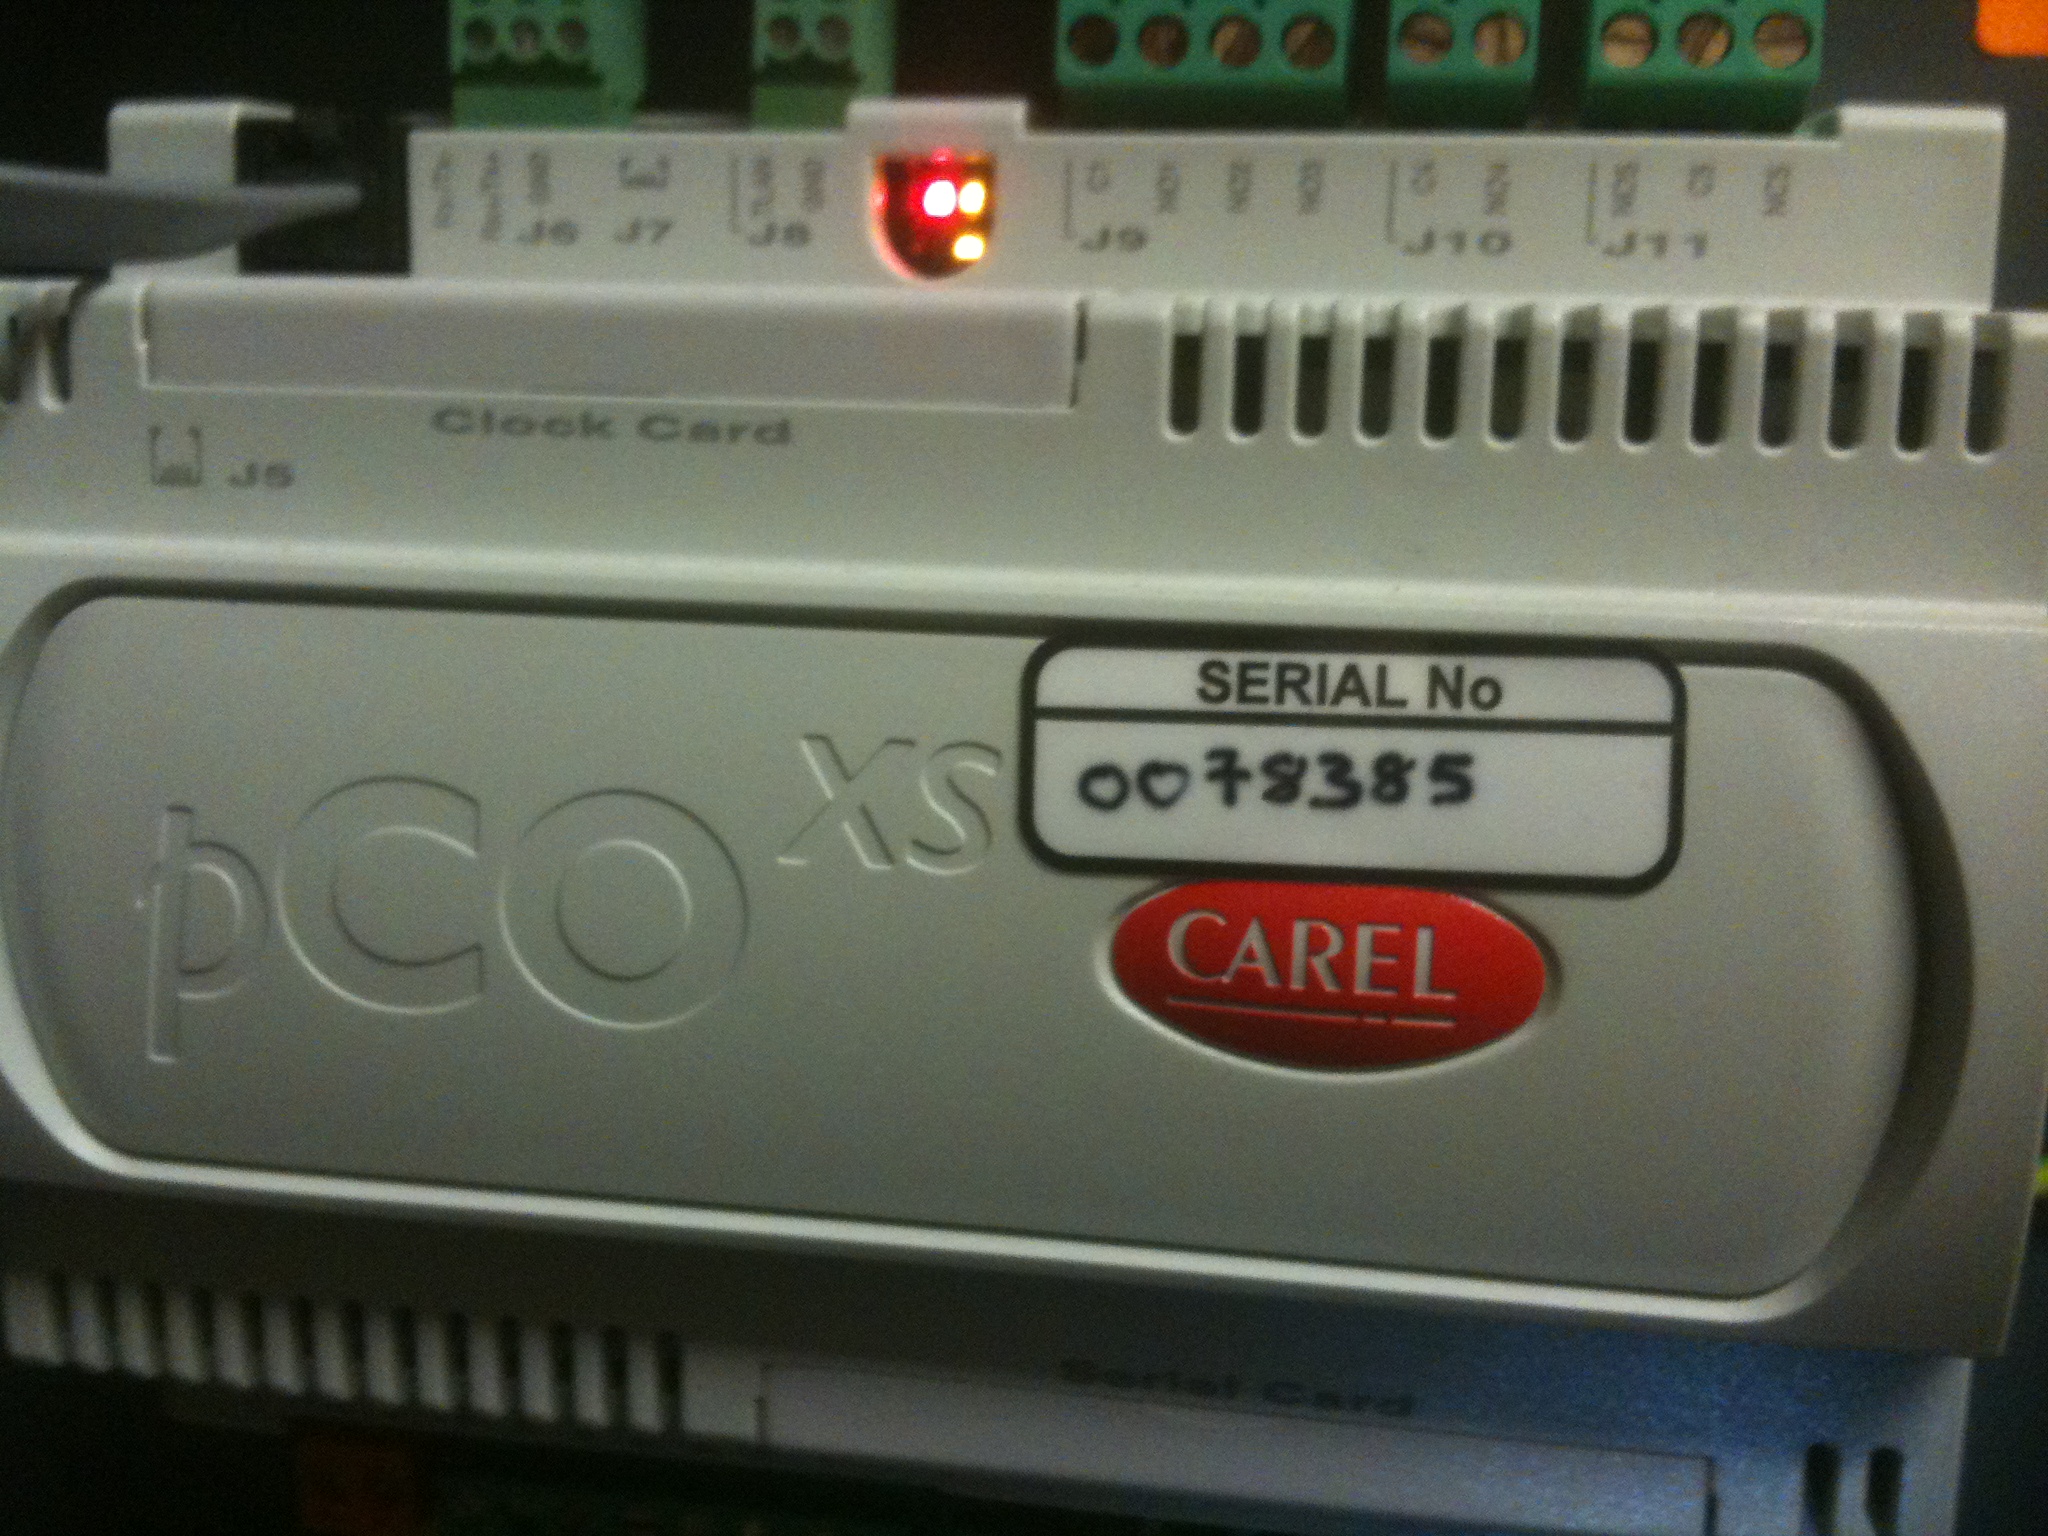 J6 J7 J8 J9 J10 J11
Clock Card
J5
SERIAL No
0078385
pCO XS
CAREL
Serial Card